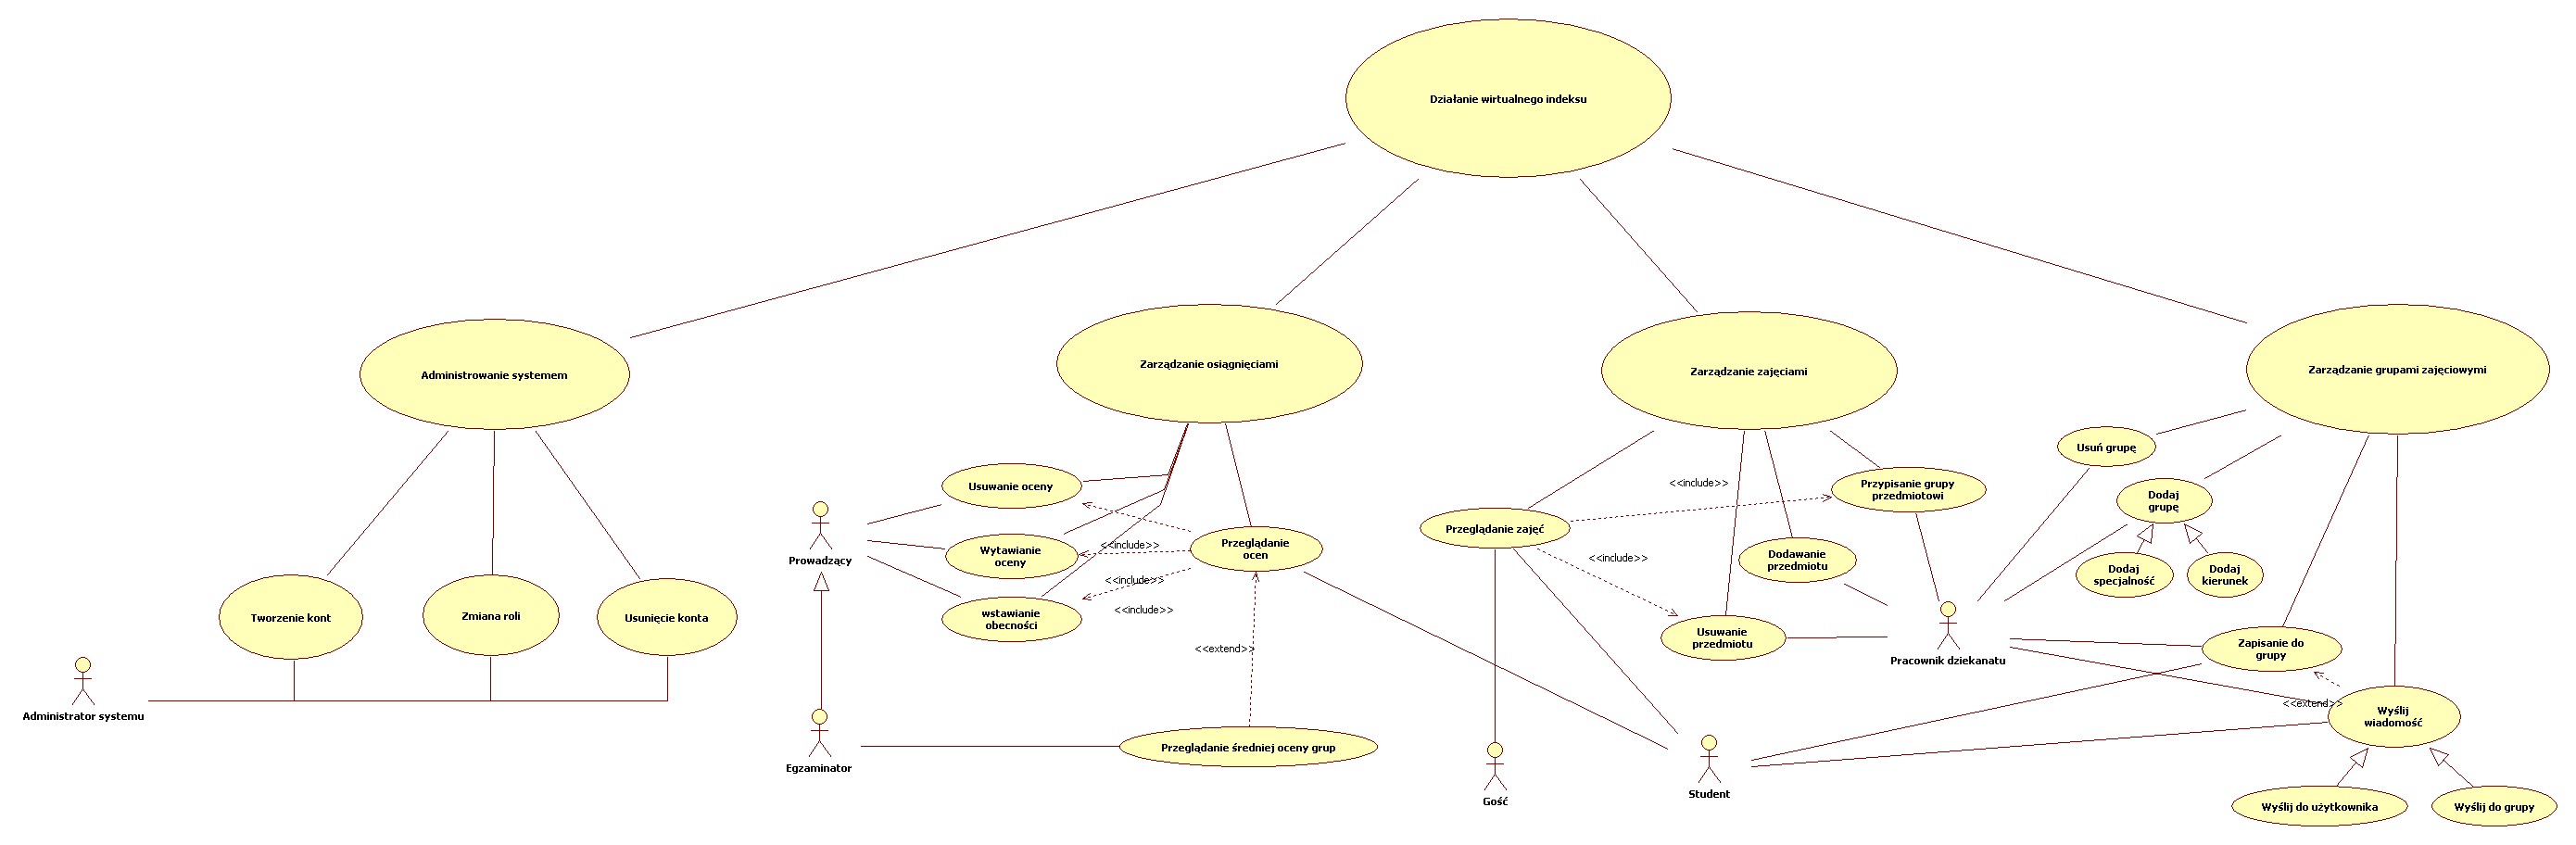 Działanie wirtualnego indeksu
Administrowanie systemem
Zarządzanie osiągnięciami
Zarządzanie zajęciami
Zarządzanie grupami zajęciowymi
Tworzenie kont
Zmiana roli
Usunięcie konta
Administrator systemu
Prowadzący
Egzaminator
Usuwanie oceny
Wytawianie
oceny
wstawianie
obecności
Przeglądanie
ocen
<<include>>
<<include>>
<<include>>
<<extend>>
Przeglądanie średniej oceny grup
Przeglądanie zajęć
<<include>>
<<include>>
Przypisanie grupy
przedmiotowi
Dodawanie
przedmiotu
Usuwanie
przedmiotu
Gość
Student
Pracownik dziekanatu
Usuń grupę
Dodaj
grupę
Dodaj
specjalność
Dodaj
kierunek
Zapisanie do
grupy
<<extend>>
Wyślij
wiadomość
Wyślij do użytkownika
Wyślij do grupy